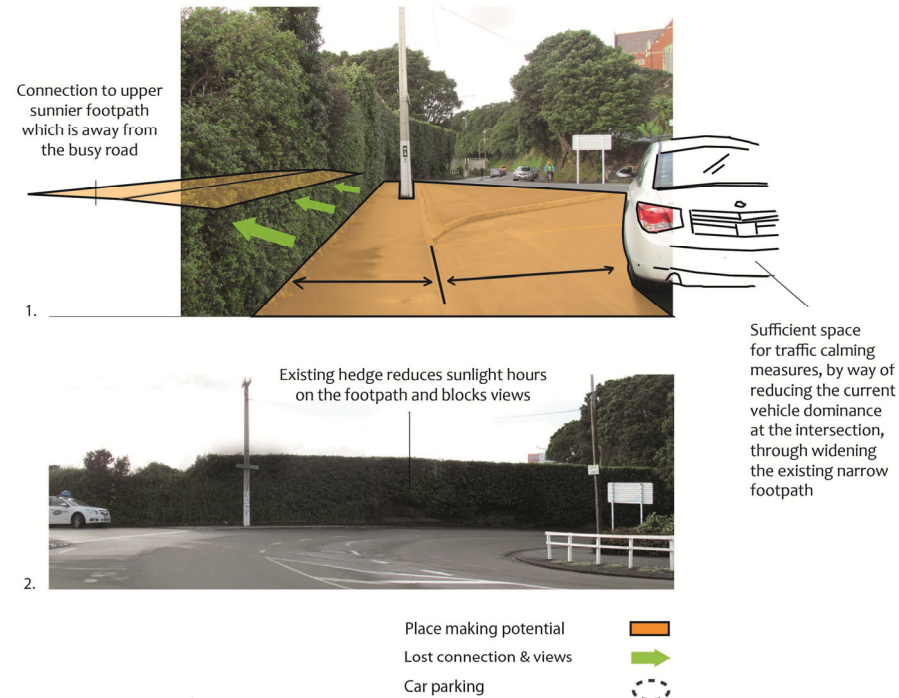 Connection to upper
sunnier footpath
which is away from
the busy road
1.
Sufficient space
for traffic calming
measures, by way of
reducing the current
vehicle dominance
at the intersection,
through widening
the existing narrow
footpath
Existing hedge reduces sunlight hours
on the footpath and blocks views
2.
Place making potential
Lost connection & views
Car parking